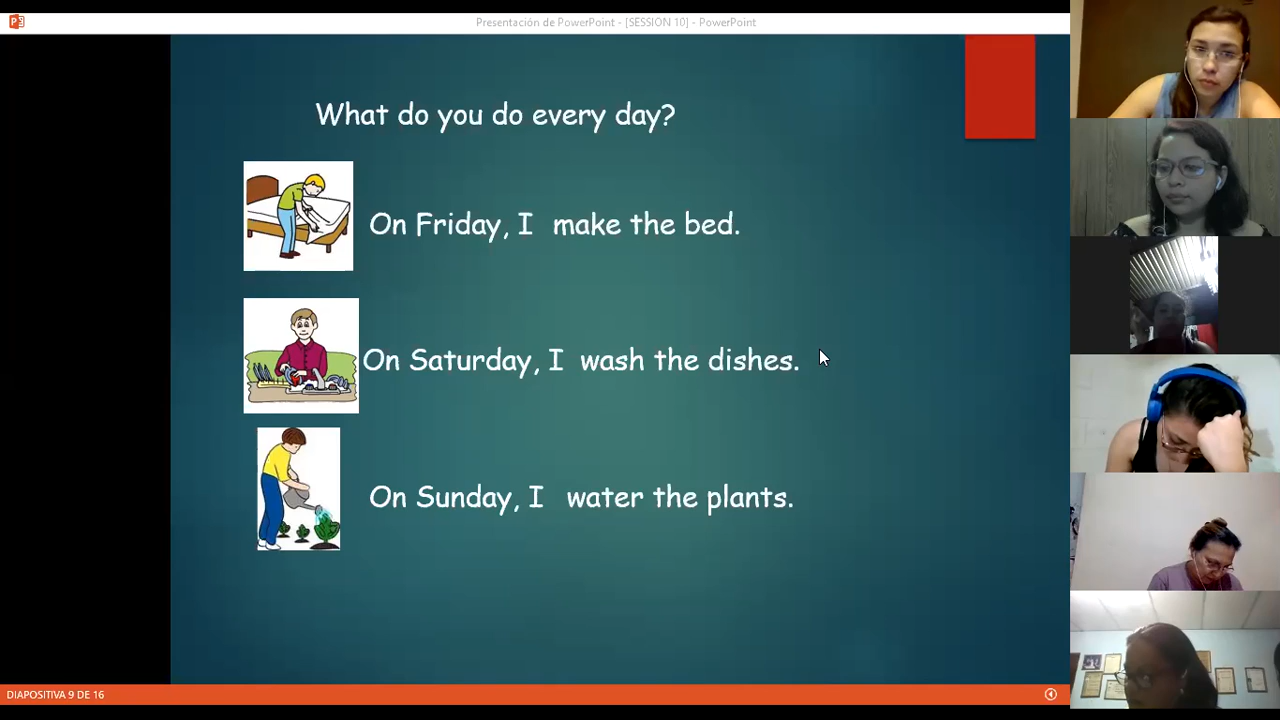 Presentación de PowerPoint - [SESSION 10] - PowerPoint
What do you do every day?
On Friday, I make the bed.
On Saturday, I wash the dishes.
On Sunday, I water the plants.
DIAPOSITIVA 9 DE 16